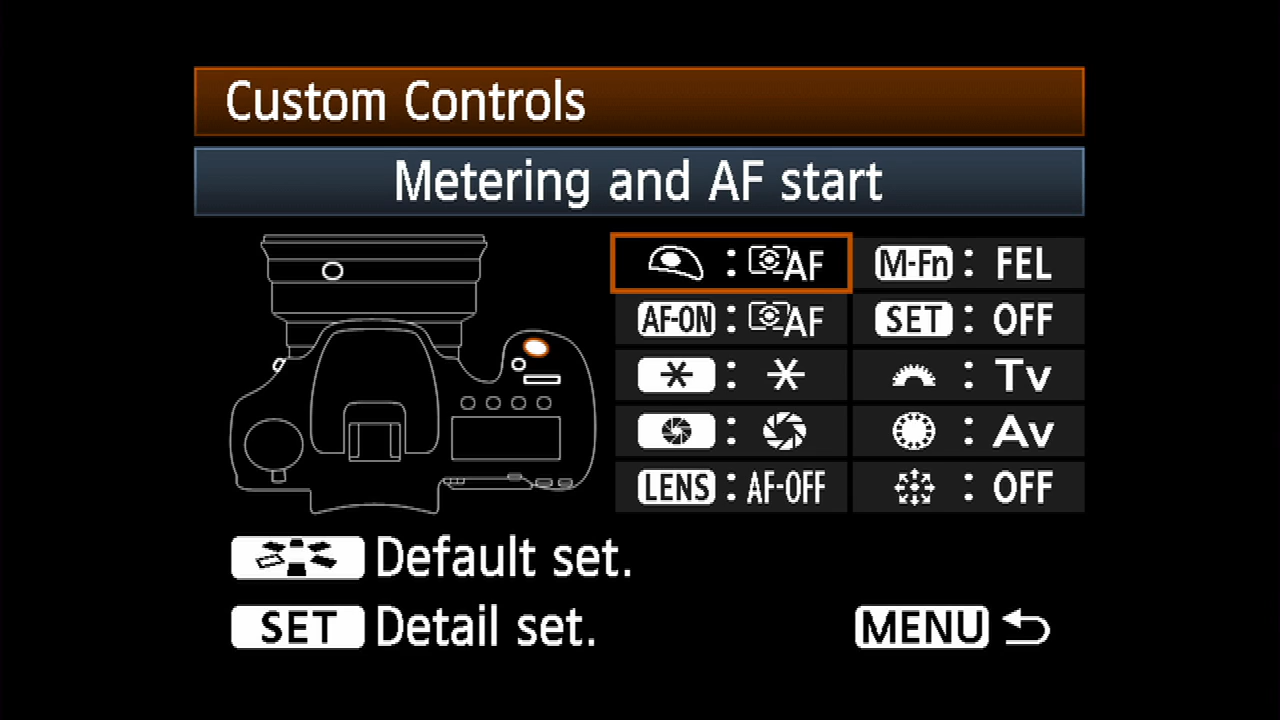 Custom Controls
Metering and AF start
: AF M-Fn : FEL
AF-ON : AF SET : OFF
* : * : Tv
: : Av
LENS : AF-OFF : OFF
Default set.
SET Detail set. MENU